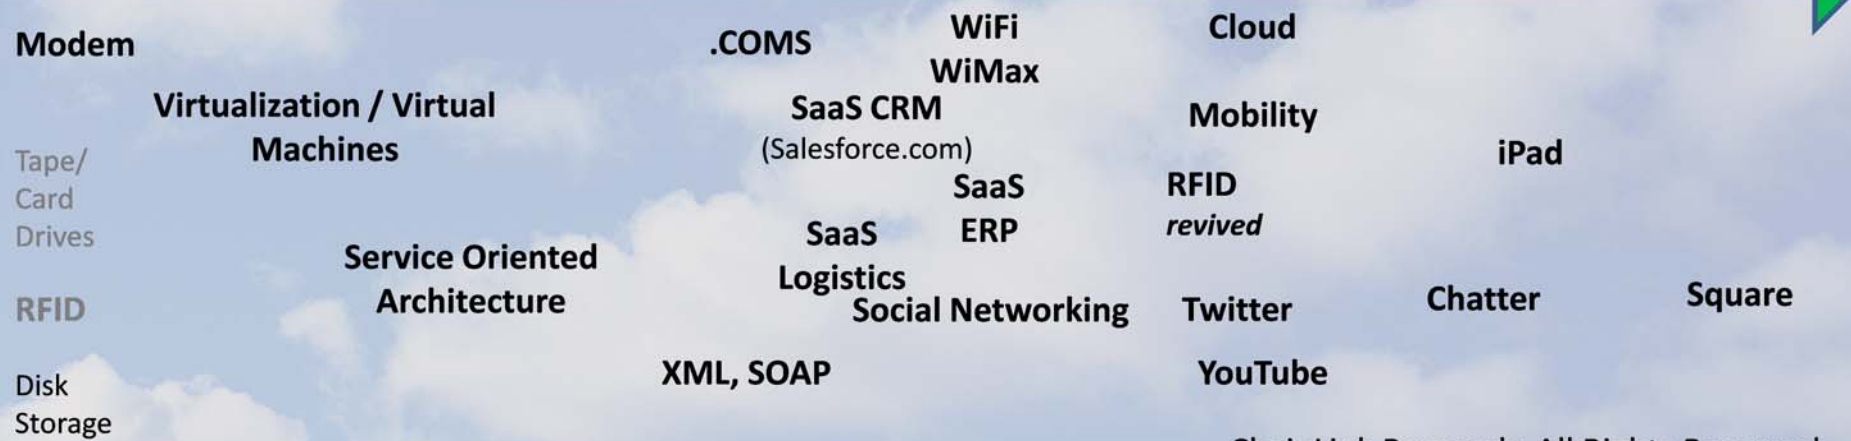 Modem
.COMS
WiFi
WiMax
Cloud
Virtualization / Virtual
Machines
SaaS CRM
(Salesforce.com)
Mobility
iPad
Tape/
Card
Drives
SaaS
ERP
RFID
revived
Service Oriented
Architecture
SaaS
Logistics
RFID
Social Networking
Twitter
Chatter
Square
XML, SOAP
YouTube
Disk
Storage